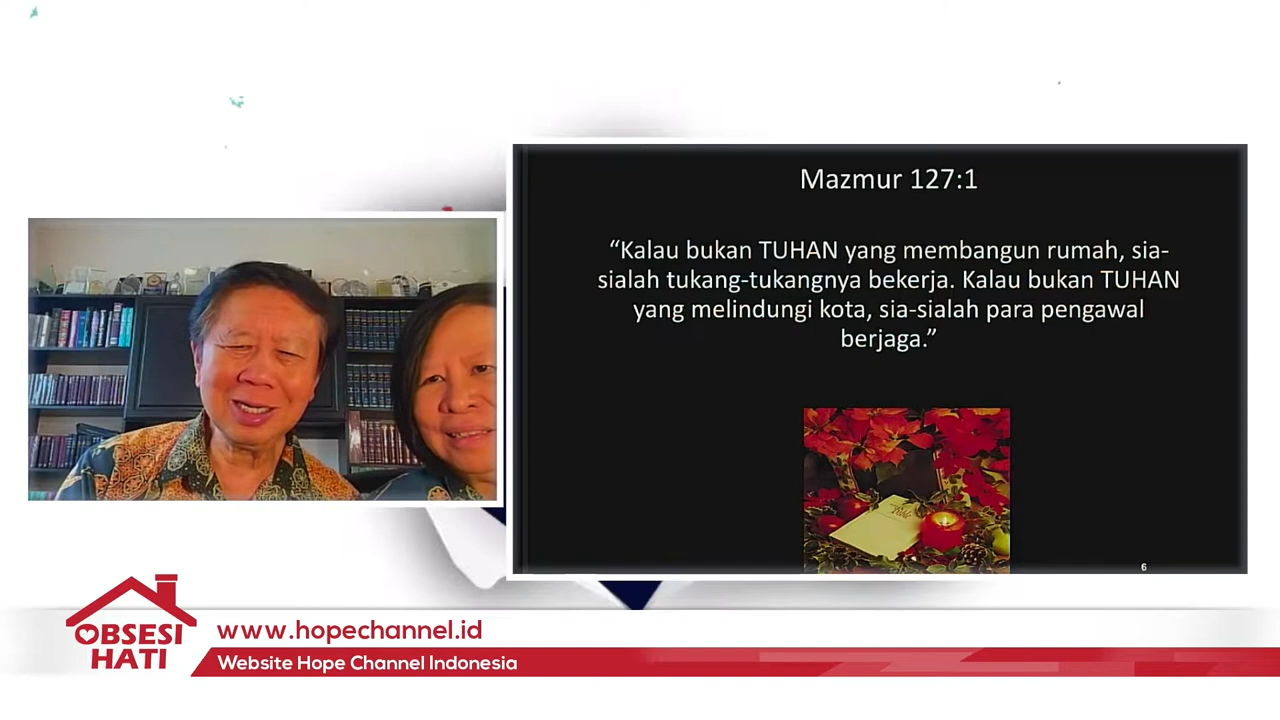 Mazmur 127:1
“Kalau bukan TUHAN yang membangun rumah, sia-
sialah tukang-tukangnya bekerja. Kalau bukan TUHAN
yang melindungi kota, sia-sialah para pengawal
berjaga.”
6
OBSESI
HATI
www.hopechannel.id
Website Hope Channel Indonesia